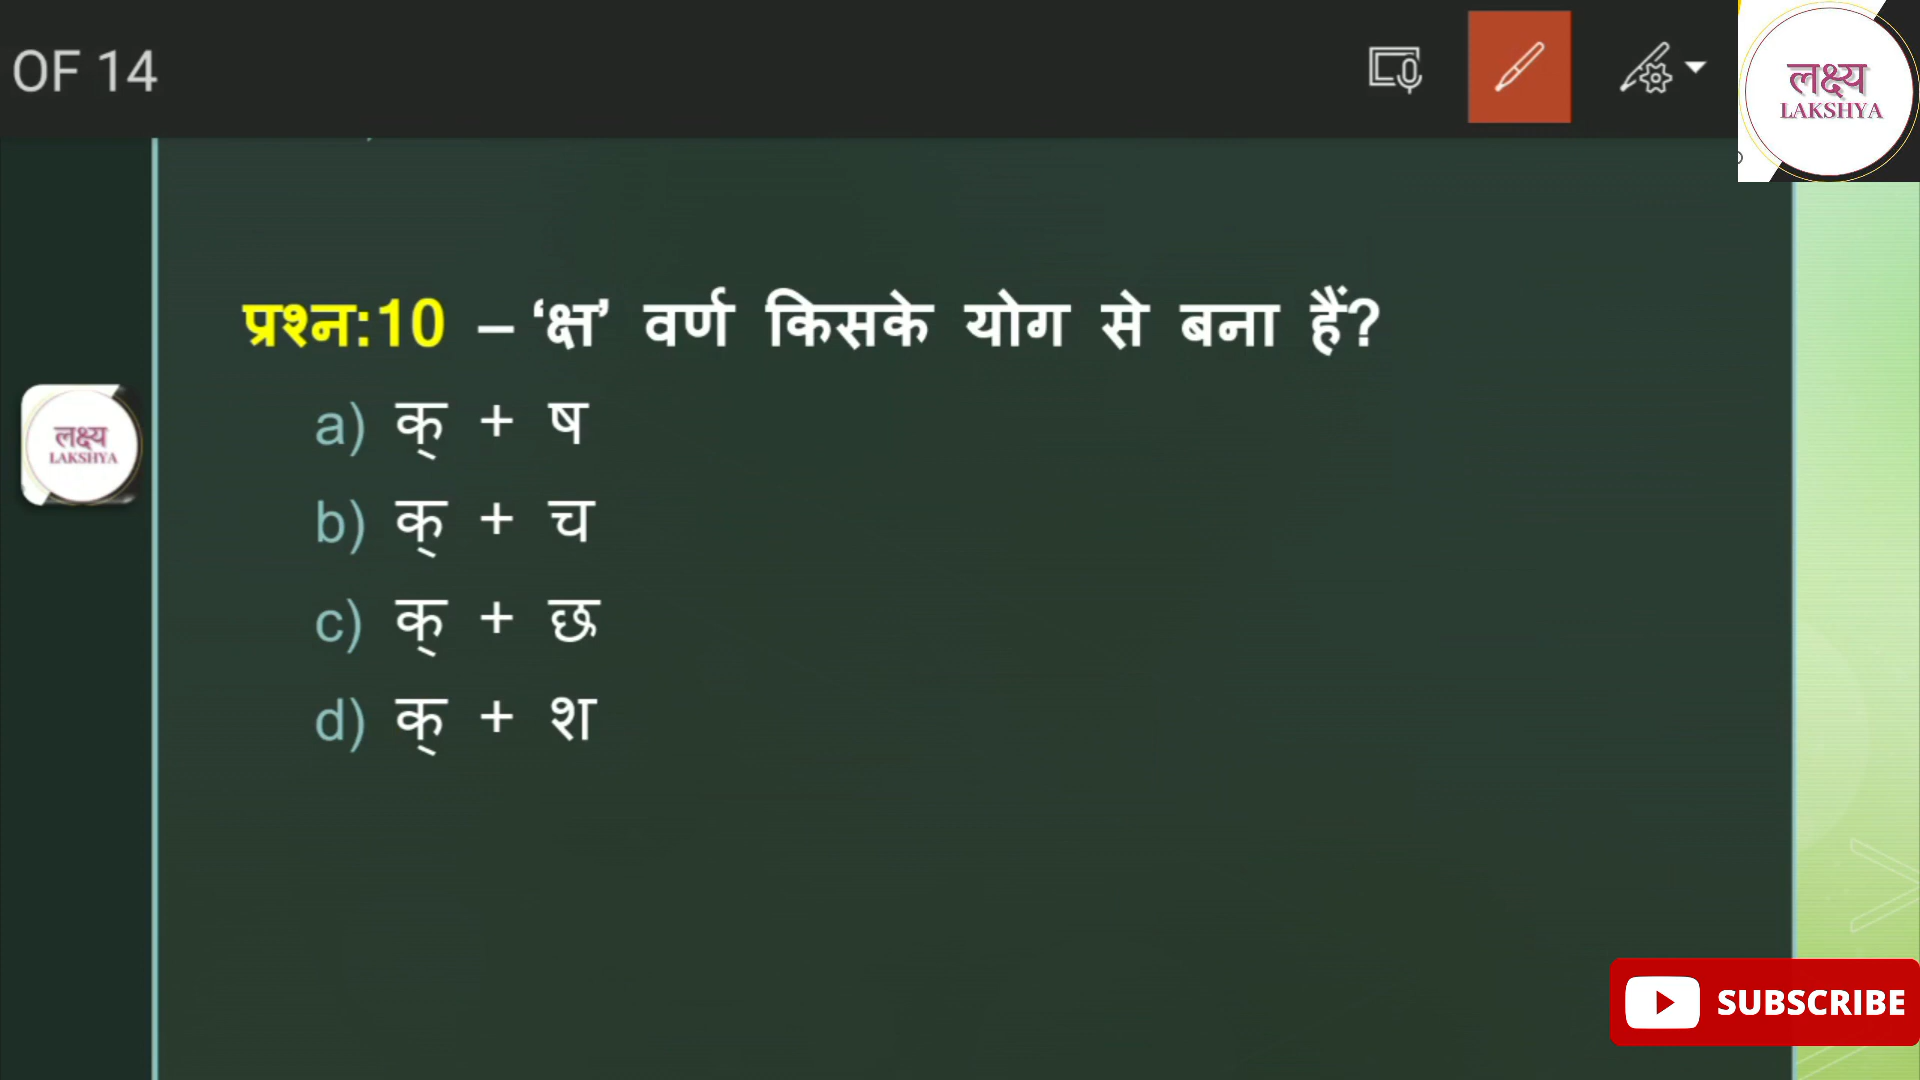 OF 14
लक्ष्य
LAKSHYA
प्रश्न:10 – ‘क्ष’ वर्ण किसके योग से बना हैं?
लक्ष्य
LAKSHYA
a) क् + ष
b) क् + च
c) क् + छ
d) क् + श
SUBSCRIBE